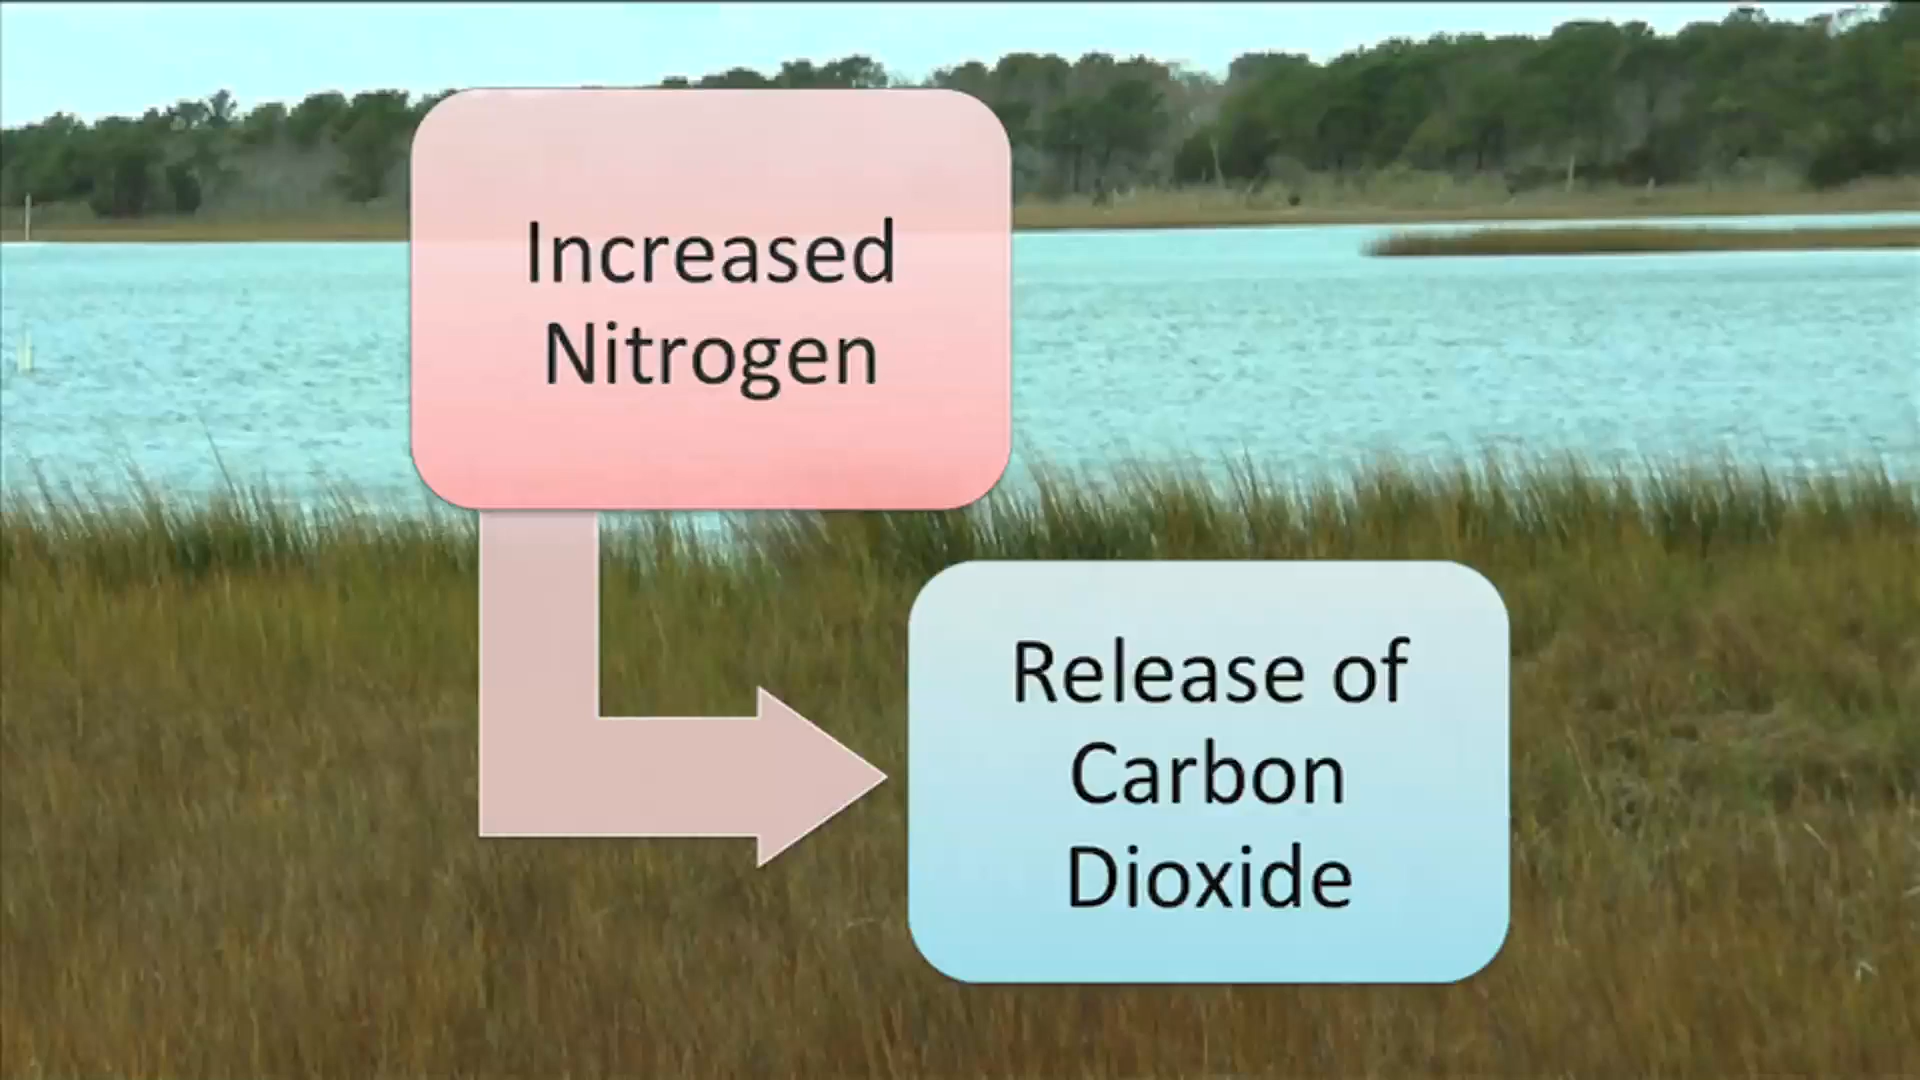 Increased
Nitrogen
Release of
Carbon
Dioxide